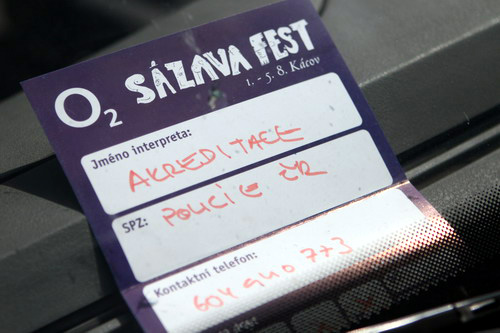 O2 SÁZAVA FEST
1. - 5. 8. Kácov
Jméno interpreta:
AKREDITACE
SPZ: POLICIE ČR
Kontaktní telefon:
604 940 773